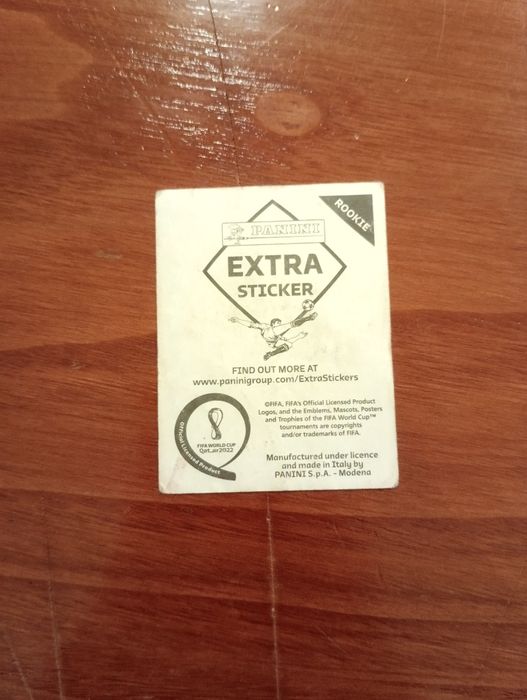 ROOKIE
PANINI
EXTRA
STICKER
FIND OUT MORE AT
www.paninigroup.com/ExtraStickers
©FIFA, FIFA's Official Licensed Product
Logos, and the Emblems, Mascots, Posters
and Trophies of the FIFA World Cup™
tournaments are copyrights
and/or trademarks of FIFA.
FIFA WORLD CUP
Qatar2022
Official Licensed Product
Manufactured under licence
and made in Italy by
PANINI S.p.A. - Modena